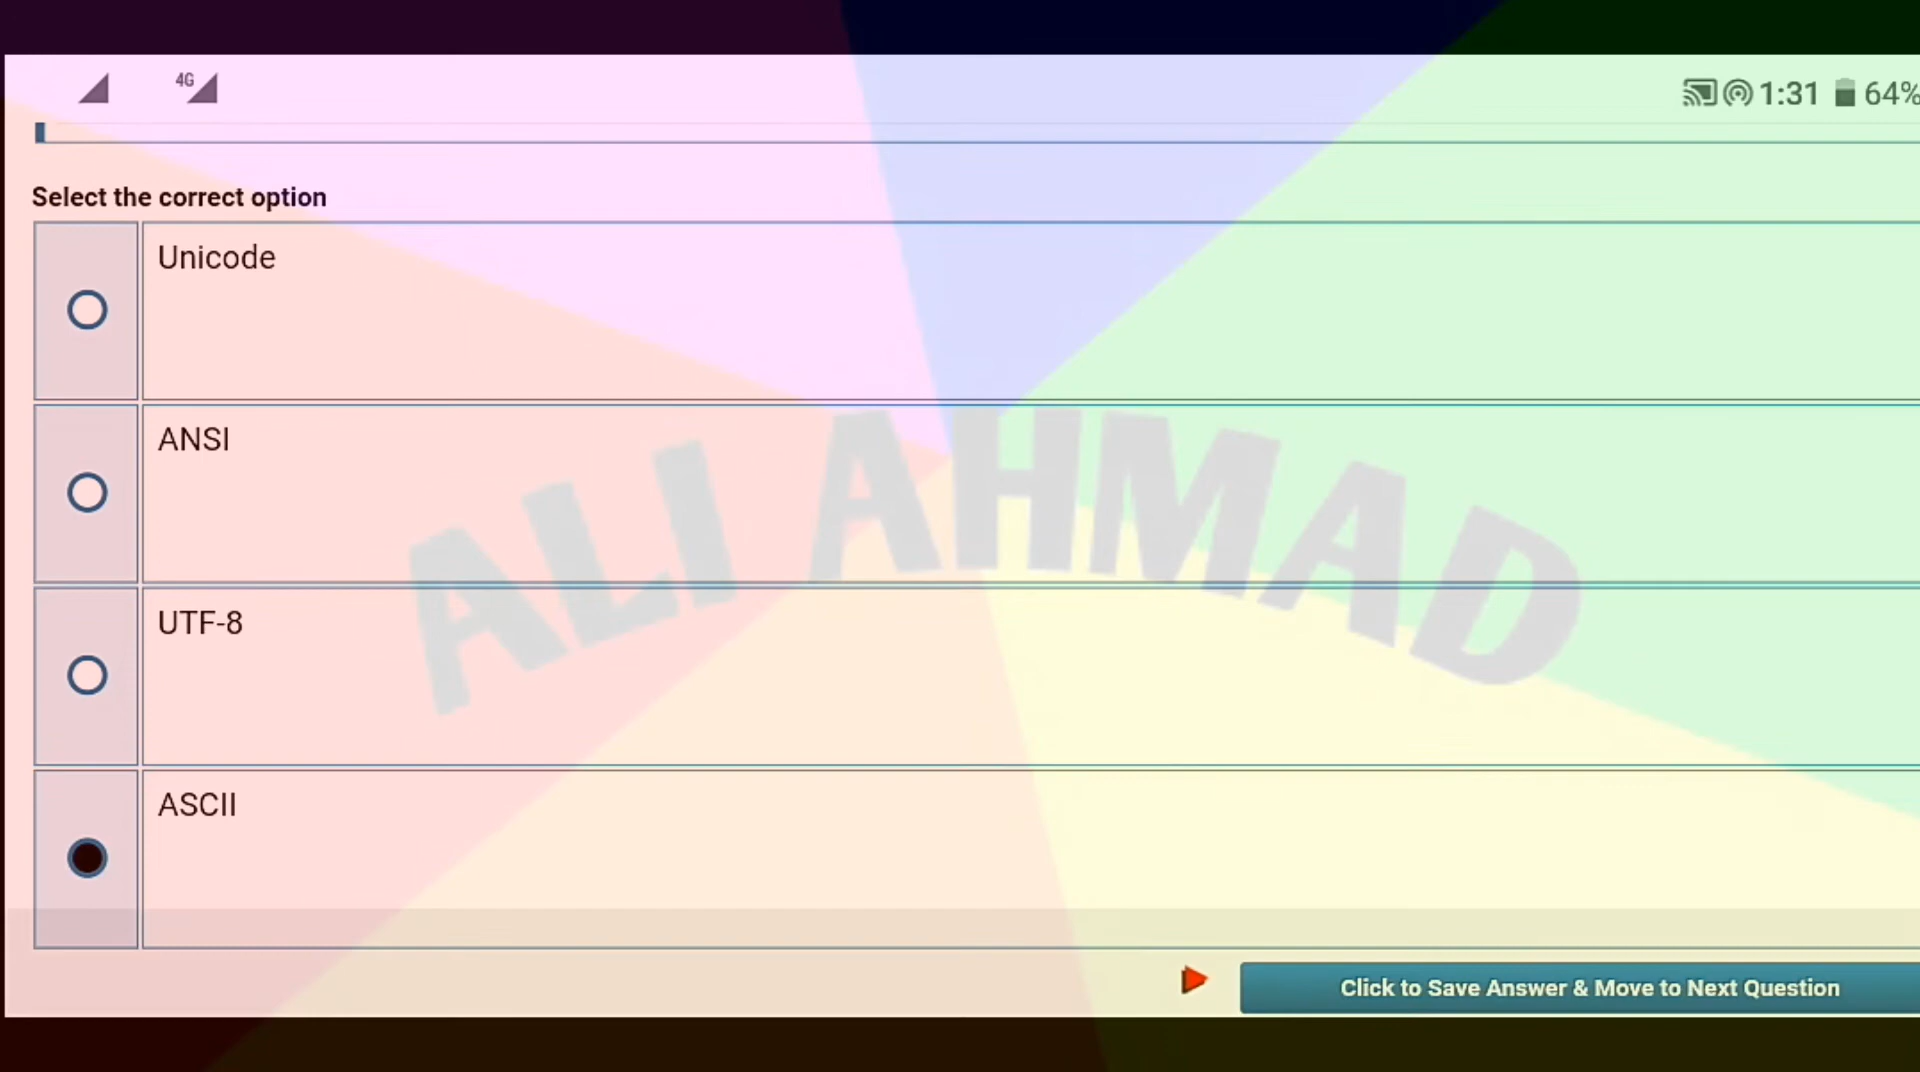 4G
1:31 64%
Select the correct option
Unicode
ANSI
UTF-8
ASCII
ALI AHMAD
Click to Save Answer & Move to Next Question